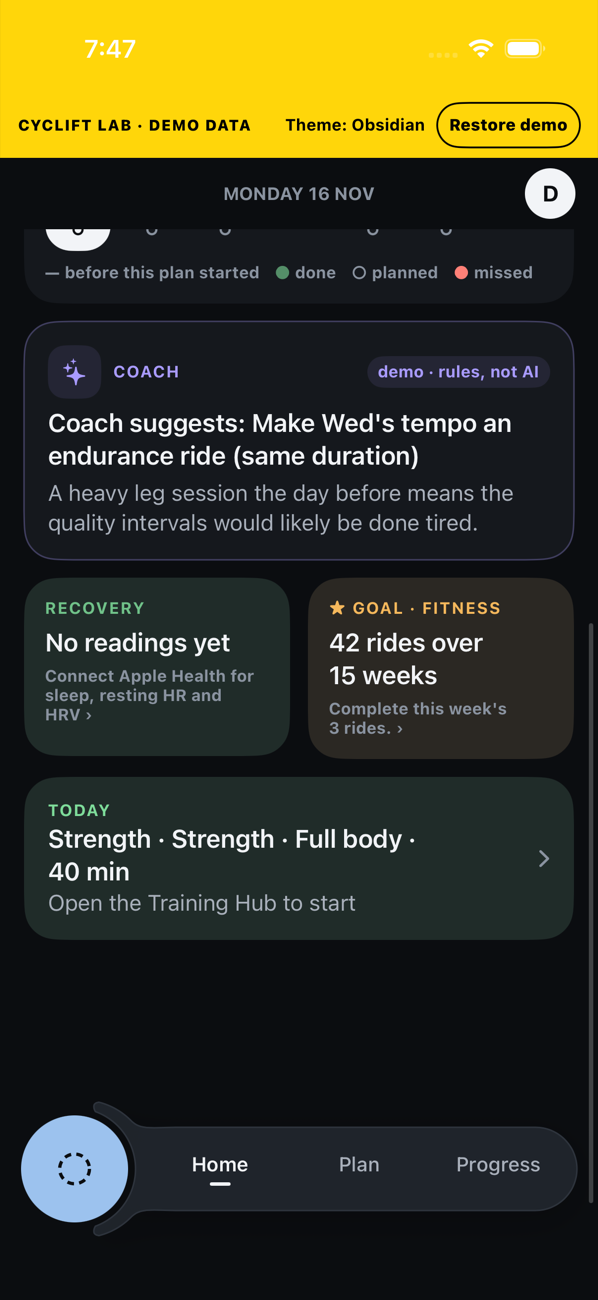 7:47
CYCLIFT LAB · DEMO DATA
Theme: Obsidian
Restore demo
MONDAY 16 NOV
D
— before this plan started
done
planned
missed
COACH
demo · rules, not AI
Coach suggests: Make Wed's tempo an
endurance ride (same duration)
A heavy leg session the day before means the
quality intervals would likely be done tired.
RECOVERY
No readings yet
Connect Apple Health for
sleep, resting HR and
HRV ›
GOAL · FITNESS
42 rides over
15 weeks
Complete this week's
3 rides. ›
TODAY
Strength · Strength · Full body ·
40 min
Open the Training Hub to start
Home
Plan
Progress